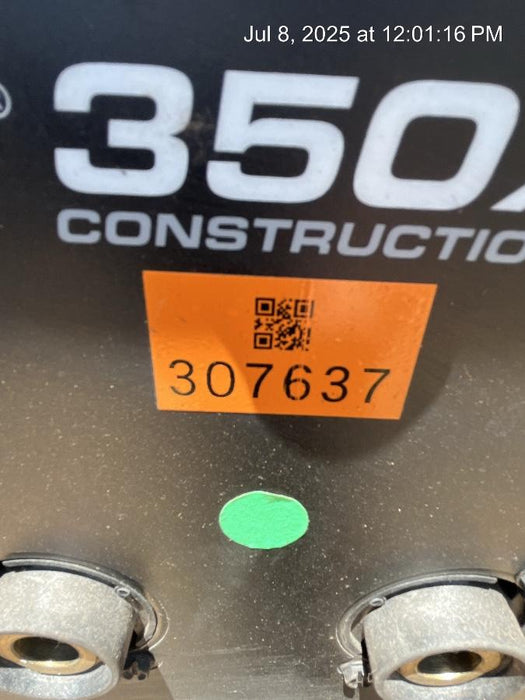 Jul 8, 2025 at 12:01:16 PM
350
CONSTRUCTIO
307637